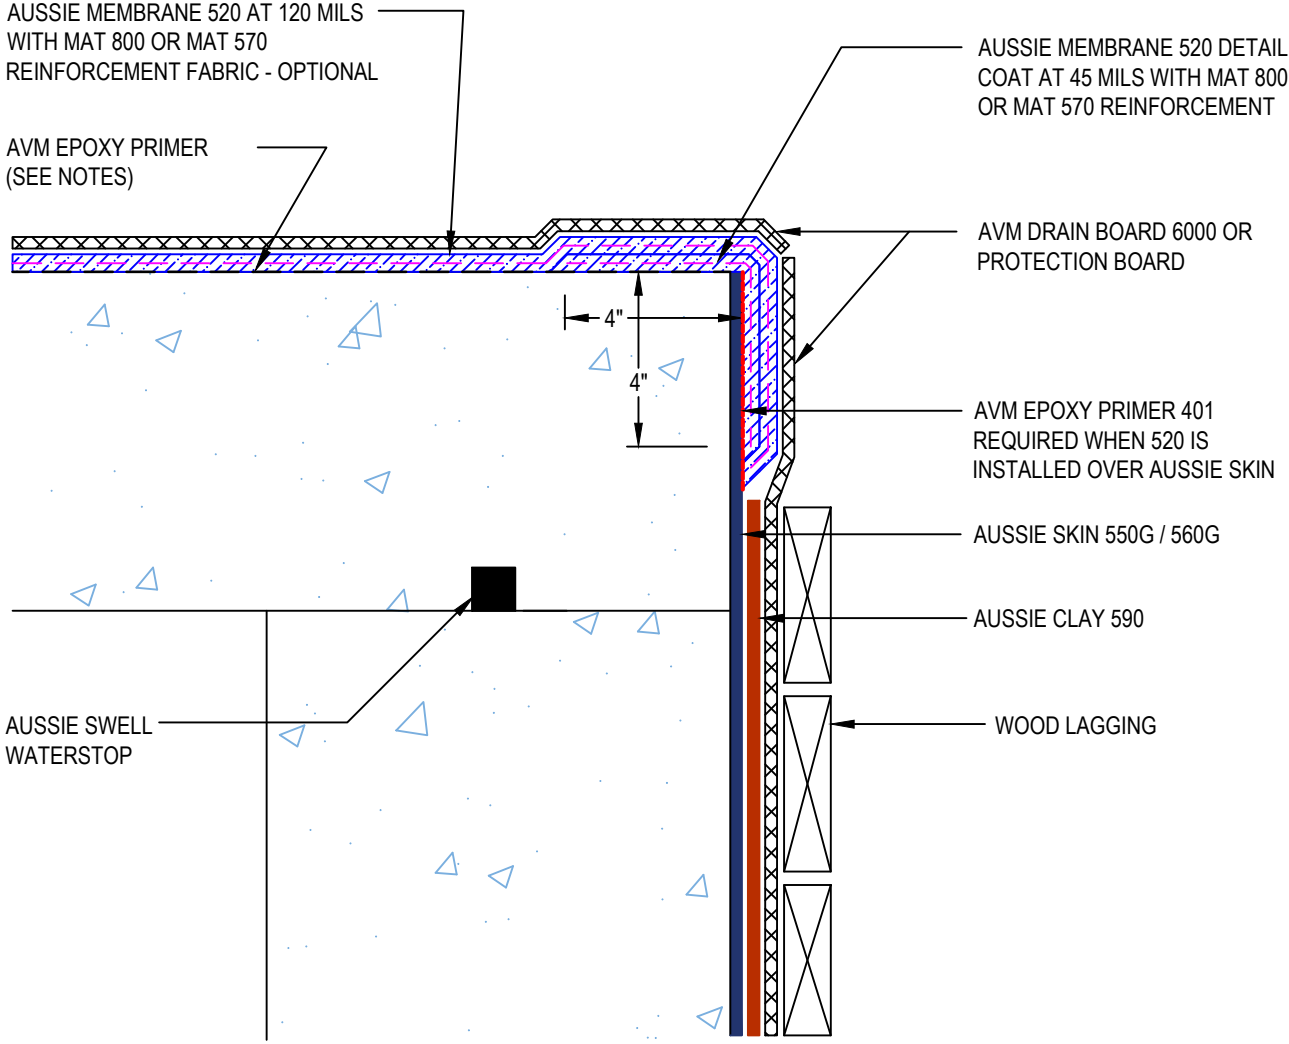 AUSSIE MEMBRANE 520 AT 120 MILS
WITH MAT 800 OR MAT 570
REINFORCEMENT FABRIC - OPTIONAL
AUSSIE MEMBRANE 520 DETAIL
COAT AT 45 MILS WITH MAT 800
OR MAT 570 REINFORCEMENT
AVM EPOXY PRIMER
(SEE NOTES)
AVM DRAIN BOARD 6000 OR
PROTECTION BOARD
4"
4"
AVM EPOXY PRIMER 401
REQUIRED WHEN 520 IS
INSTALLED OVER AUSSIE SKIN
AUSSIE SKIN 550G / 560G
AUSSIE CLAY 590
AUSSIE SWELL
WATERSTOP
WOOD LAGGING